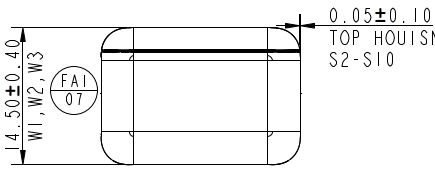 0.05±0.10
TOP HOUISN
S2-S10
14.50±0.40
W1,W2,W3
FAI
07